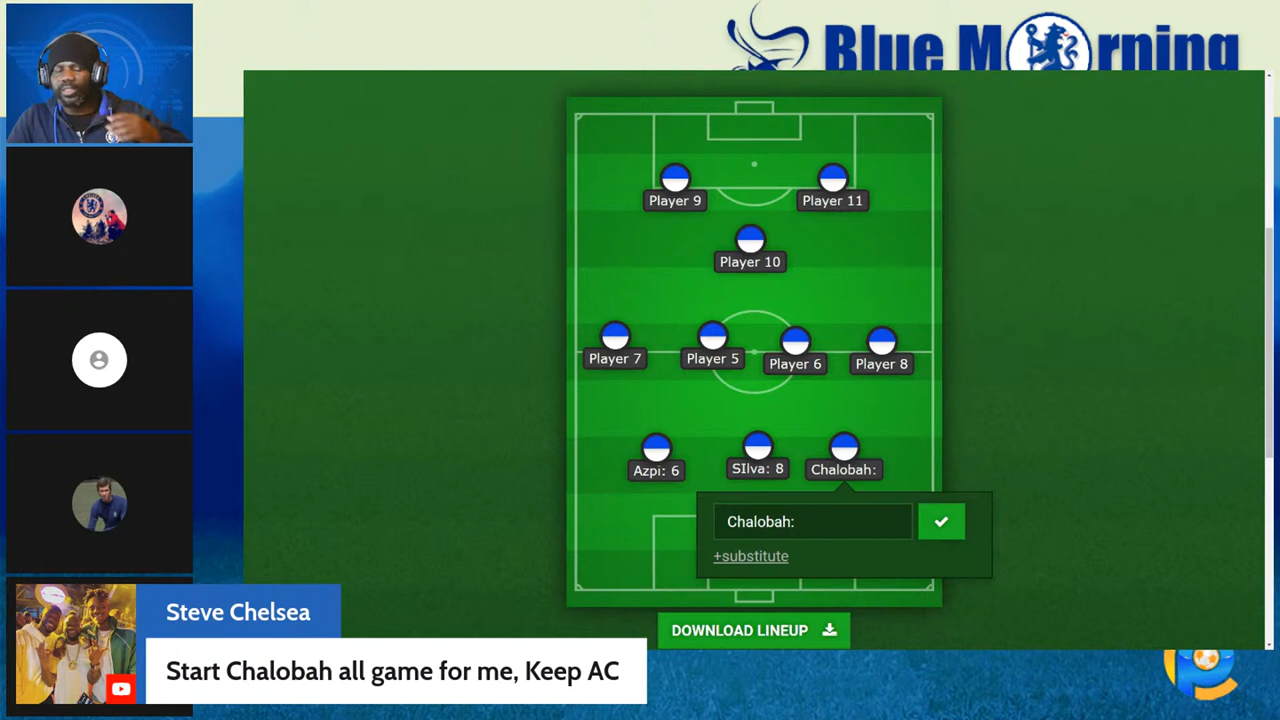 Blue M rning
Player 9
Player 11
Player 10
Player 7
Player 5
Player 6
Player 8
Azpi: 6
SIlva: 8
Chalobah:
Chalobah:
+substitute
DOWNLOAD LINEUP
Steve Chelsea
Start Chalobah all game for me, Keep AC